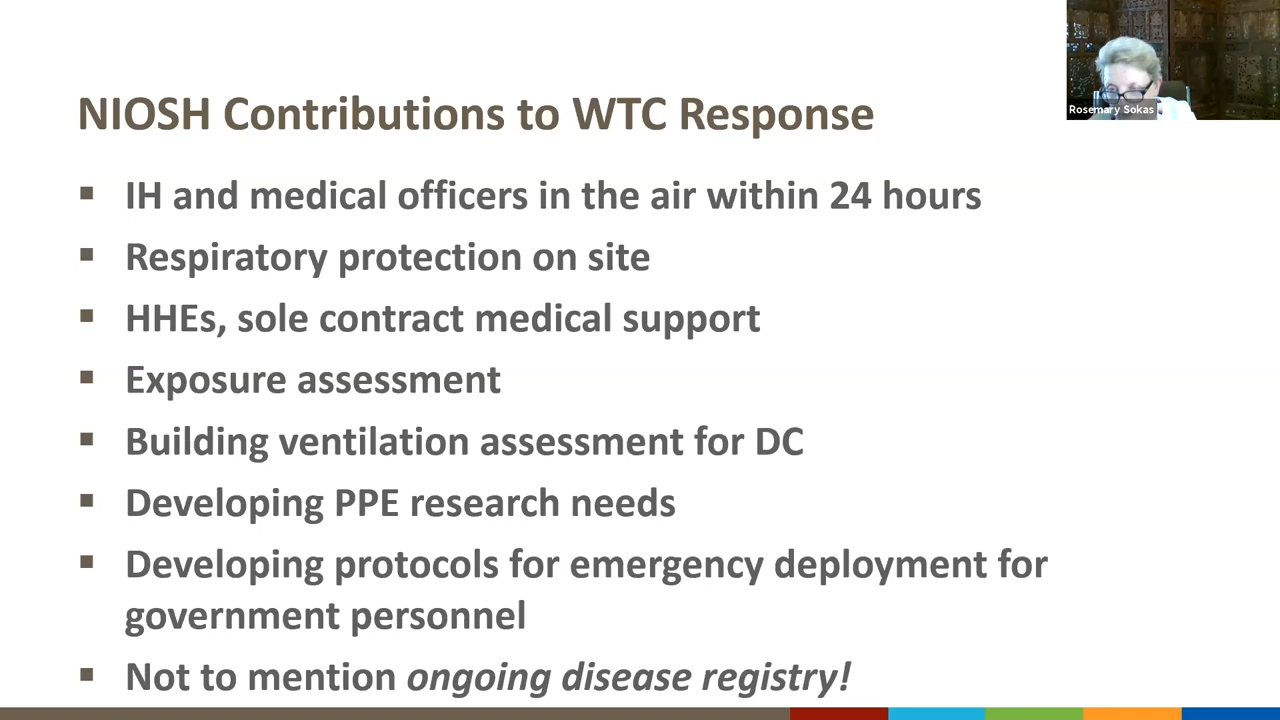 NIOSH Contributions to WTC Response
Rosemary Sokas
▪ IH and medical officers in the air within 24 hours
▪ Respiratory protection on site
▪ HHEs, sole contract medical support
▪ Exposure assessment
▪ Building ventilation assessment for DC
▪ Developing PPE research needs
▪ Developing protocols for emergency deployment for
government personnel
▪ Not to mention ongoing disease registry!